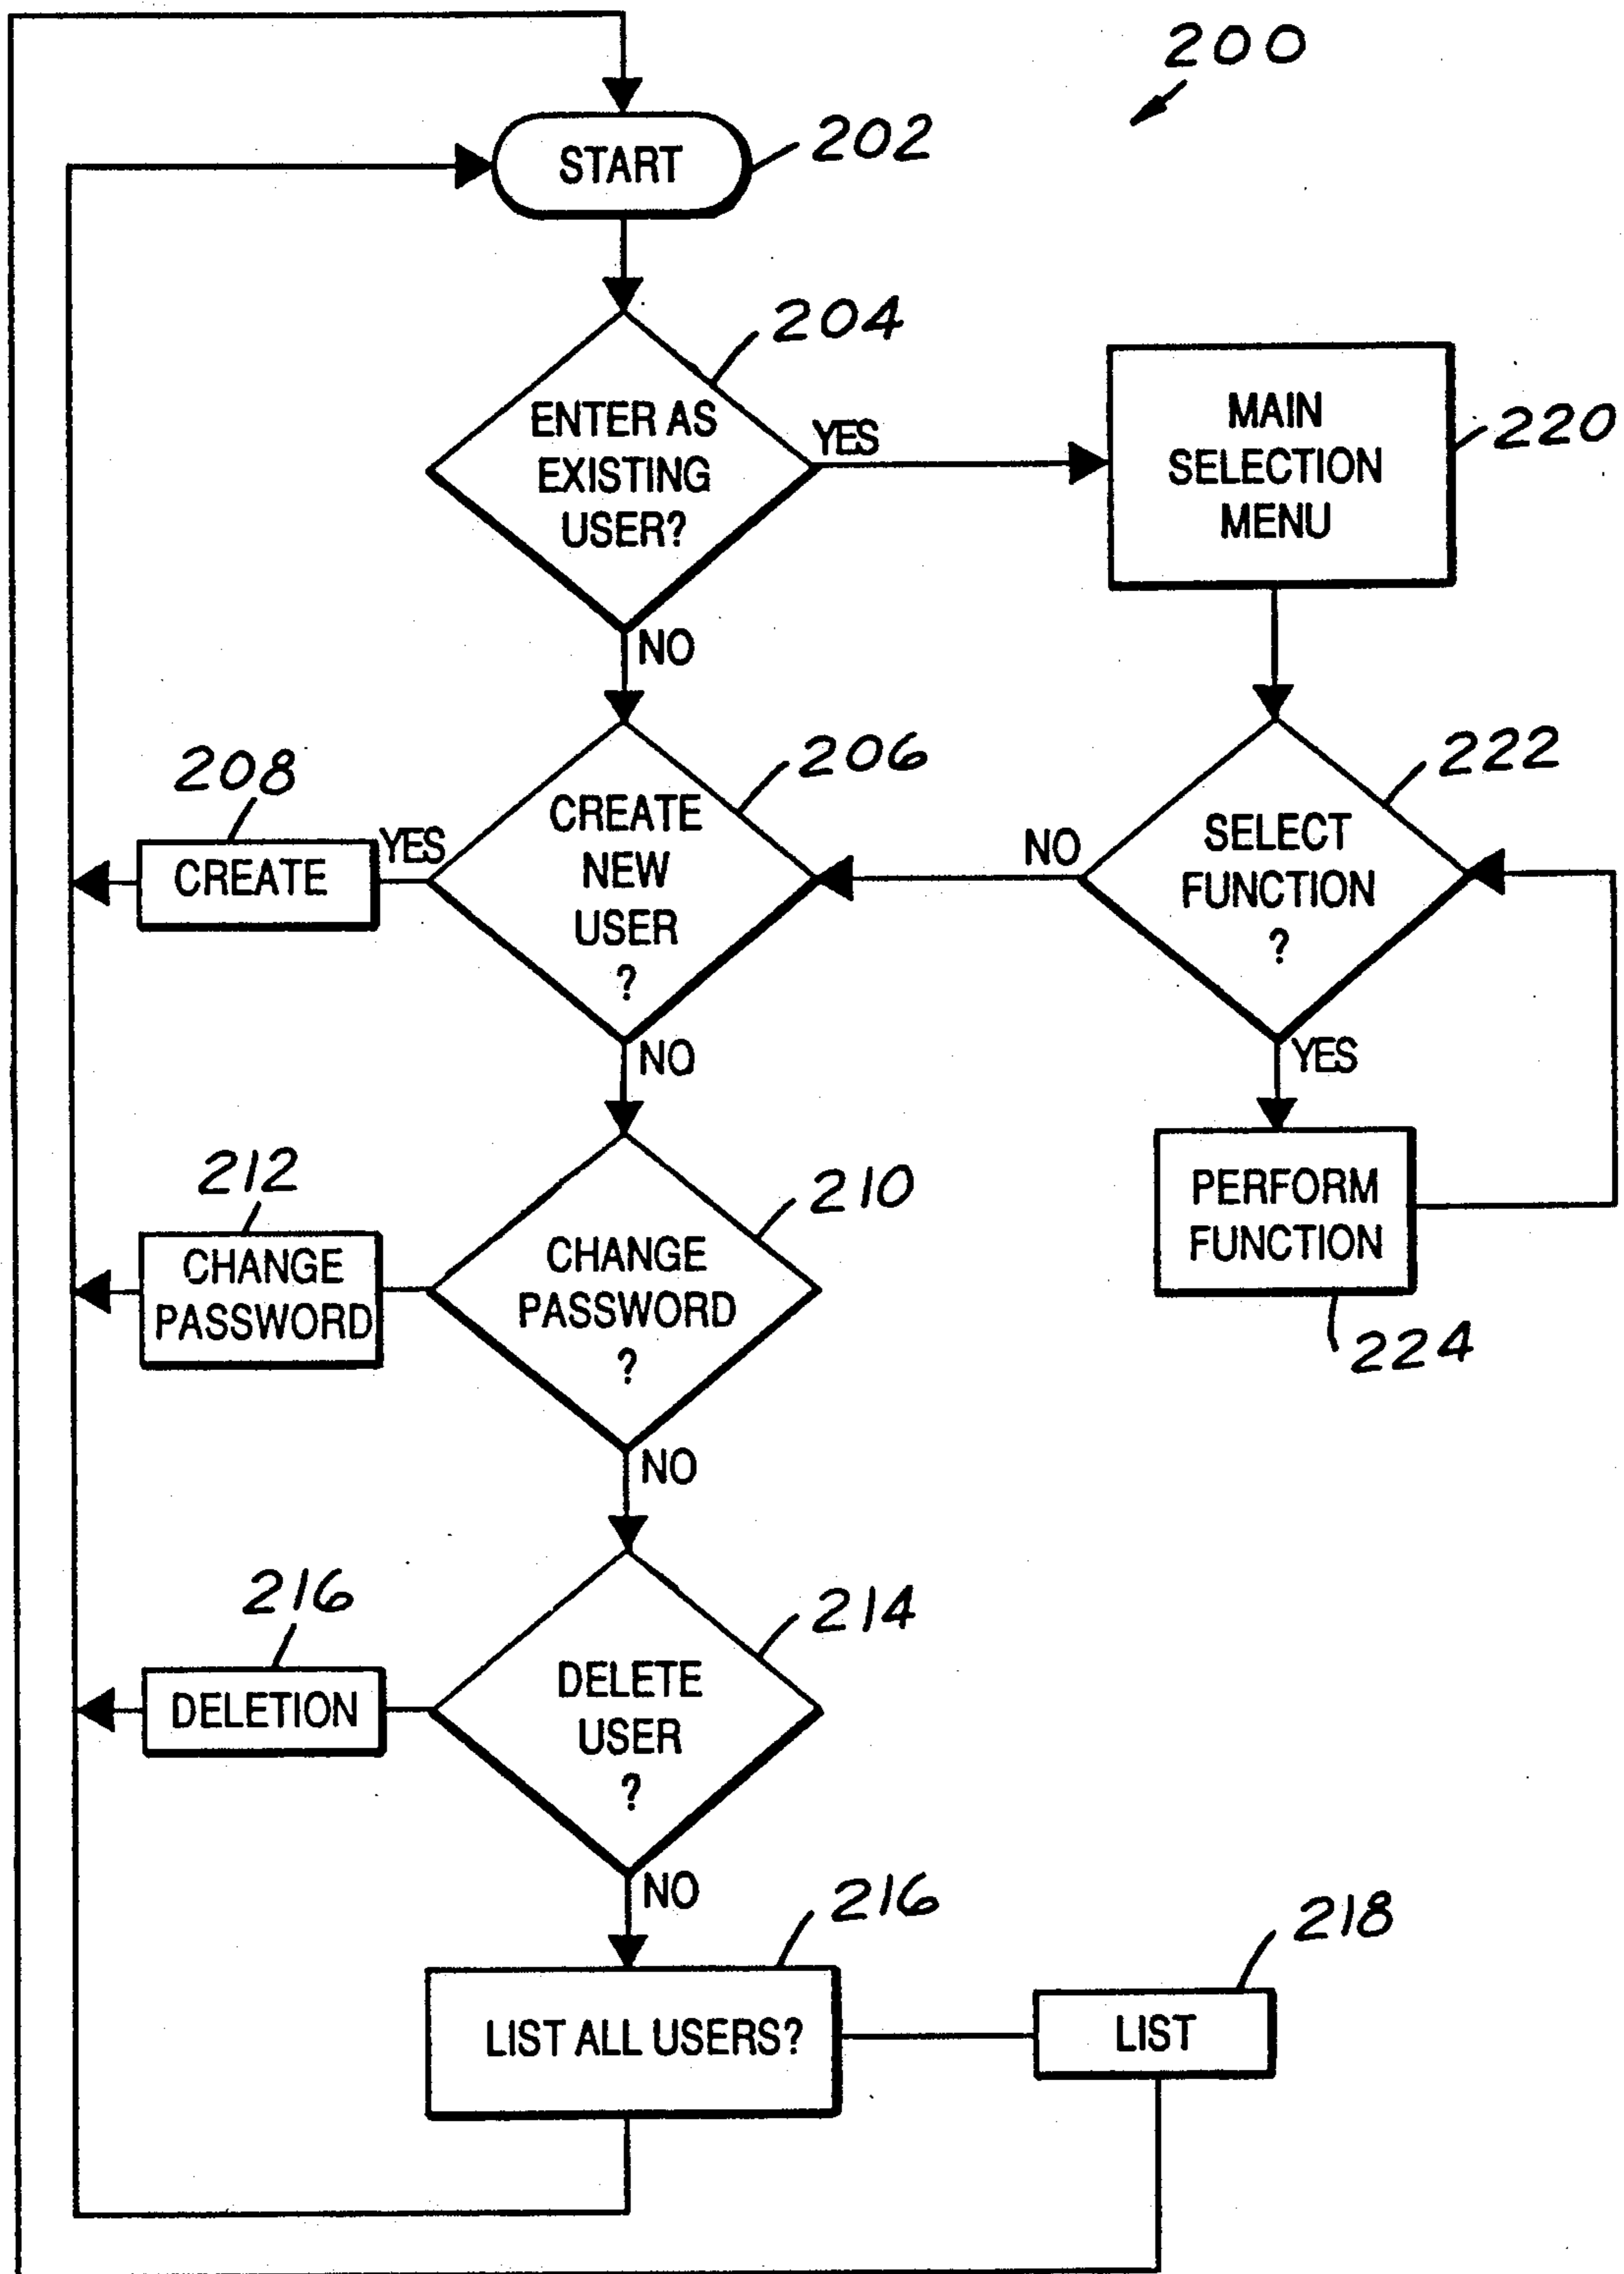 200
START
202
204
ENTER AS
EXISTING
USER?
YES
NO
MAIN
SELECTION
MENU
220
208
CREATE
YES
206
CREATE
NEW
USER
?
NO
NO
222
SELECT
FUNCTION
?
YES
PERFORM
FUNCTION
224
212
CHANGE
PASSWORD
210
CHANGE
PASSWORD
?
NO
216
DELETION
214
DELETE
USER
?
NO
216
LIST ALL USERS?
218
LIST